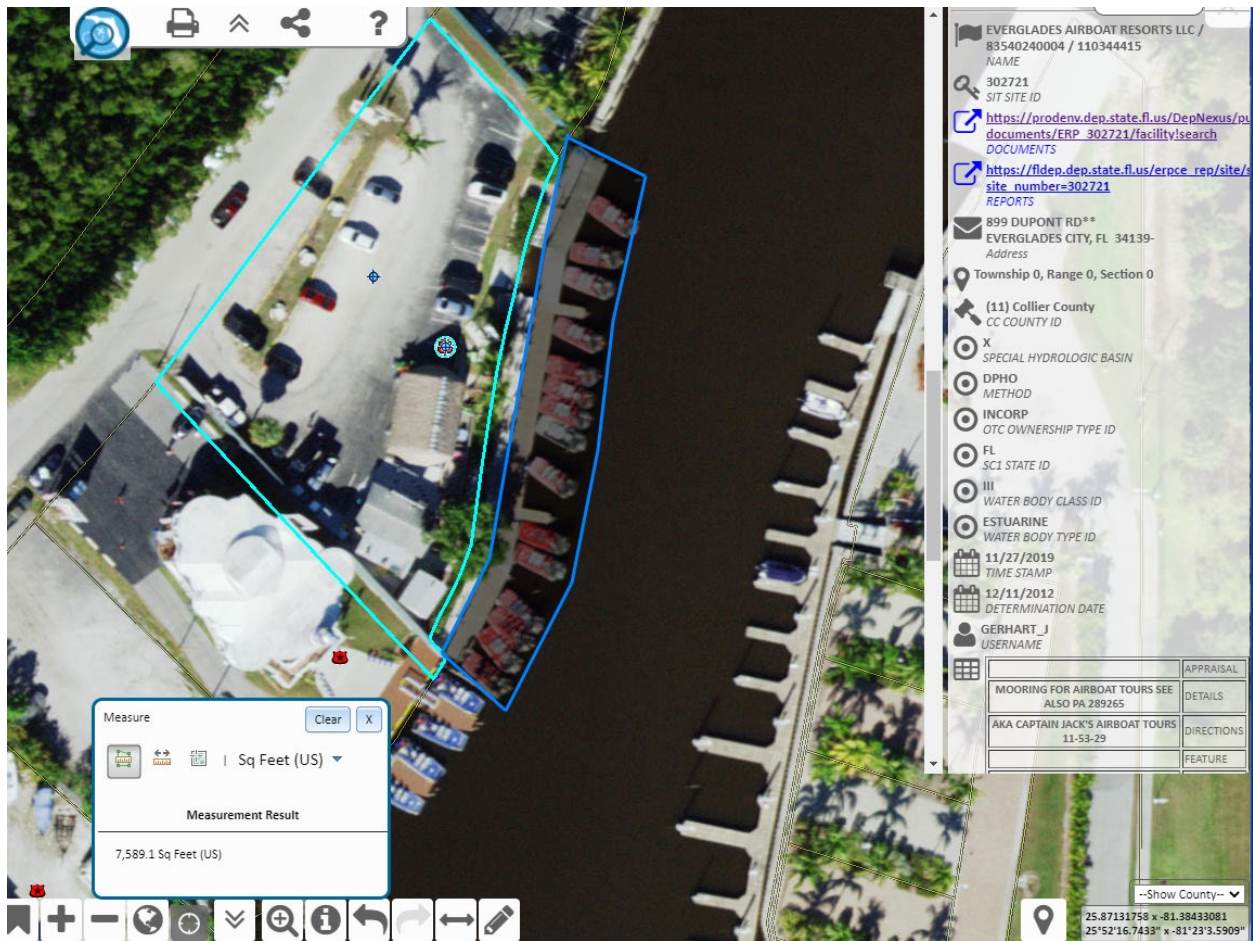 ?
EVERGLADES AIRBOAT RESORTS LLC /
83540240004 / 110344415
NAME
302721
SIT SITE ID
https://prodenv.dep.state.fl.us/DepNexus/pu
documents/ERP_302721/facility!search
DOCUMENTS
https://fldep.dep.state.fl.us/erpce_rep/site/s
site_number=302721
REPORTS
899 DUPONT RD**
EVERGLADES CITY, FL 34139-
Address
Township 0, Range 0, Section 0
(11) Collier County
CC COUNTY ID
X
SPECIAL HYDROLOGIC BASIN
DPHO
METHOD
INCORP
OTC OWNERSHIP TYPE ID
FL
SC1 STATE ID
III
WATER BODY CLASS ID
ESTUARINE
WATER BODY TYPE ID
11/27/2019
TIME STAMP
12/11/2012
DETERMINATION DATE
GERHART_J
USERNAME
APPRAISAL
MOORING FOR AIRBOAT TOURS SEE
ALSO PA 289265
DETAILS
AKA CAPTAIN JACK'S AIRBOAT TOURS
11-53-29
DIRECTIONS
FEATURE
Measure
Clear
X
| Sq Feet (US)
Measurement Result
7,589.1 Sq Feet (US)
--Show County--
25.87131758 x -81.38433081
25°52'16.7433" x -81°23'3.5909"